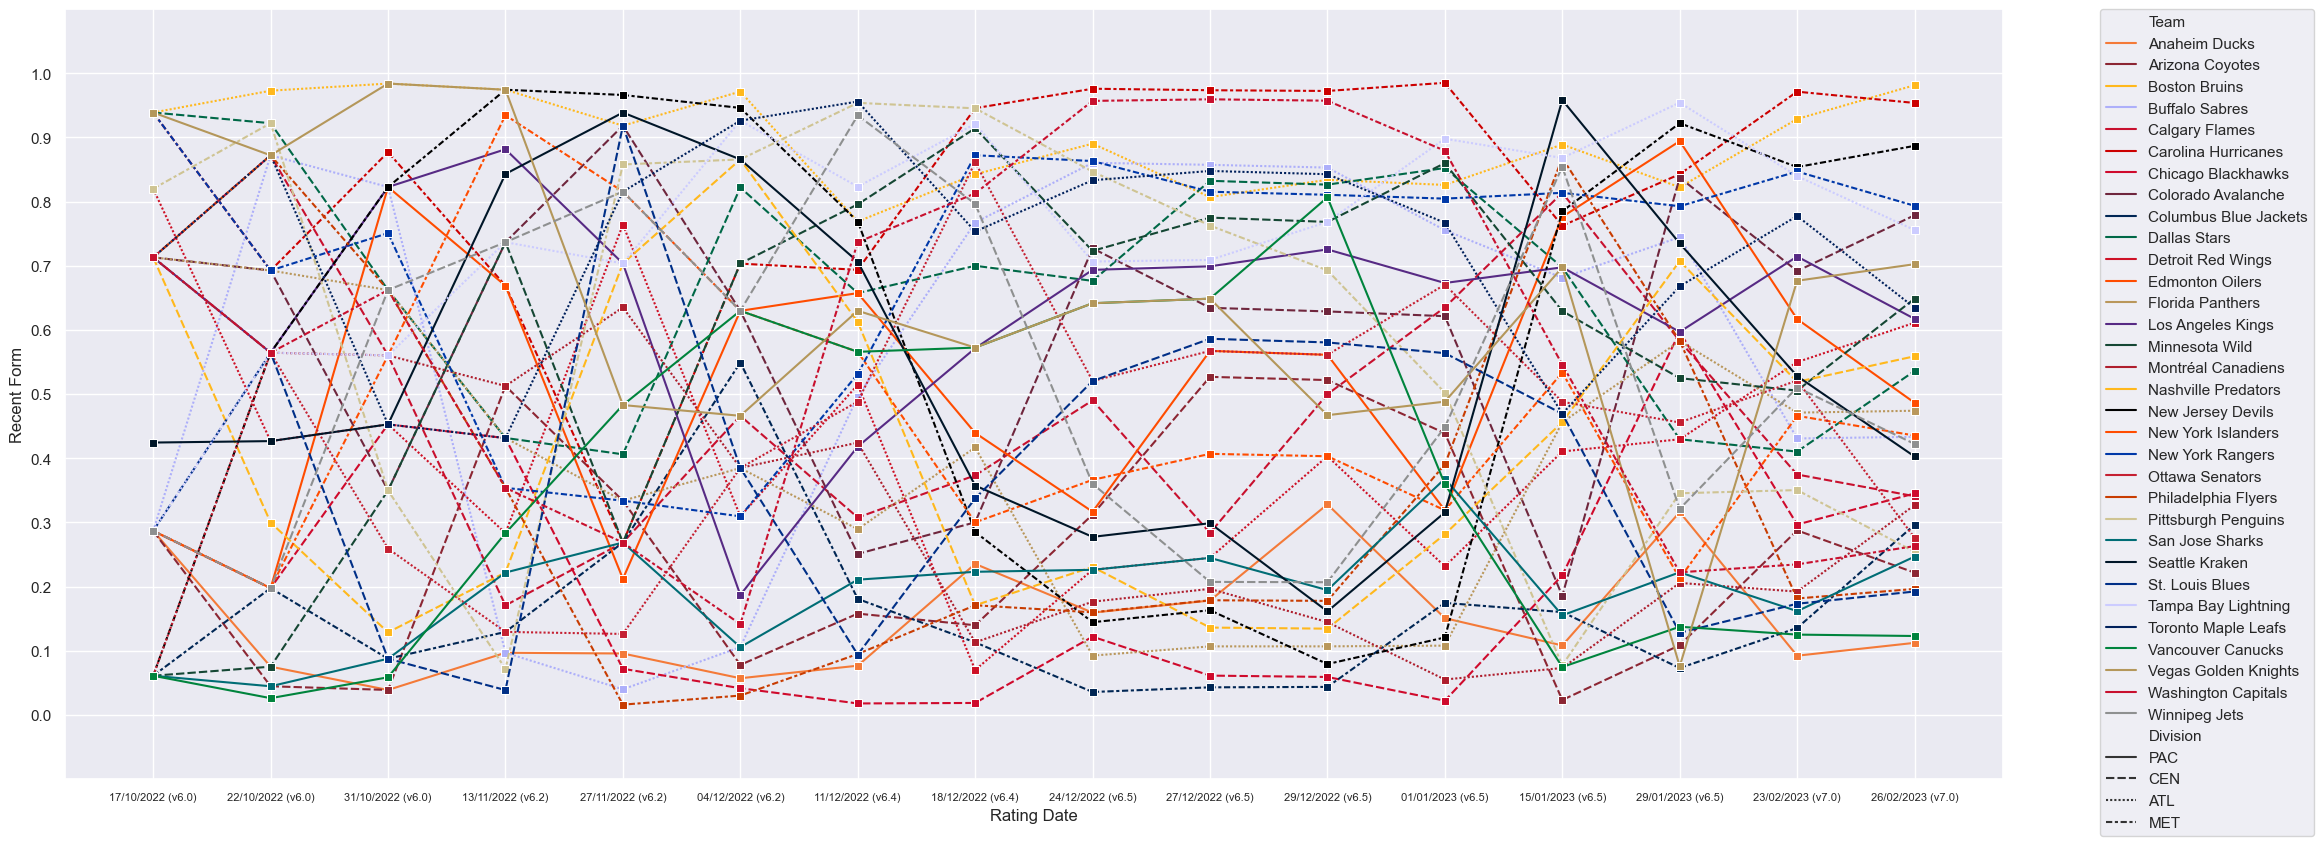 1.0
0.9
0.8
0.7
0.6
0.5
0.4
0.3
0.2
0.1
0.0
Recent Form
17/10/2022 (v6.0)
22/10/2022 (v6.0)
31/10/2022 (v6.0)
13/11/2022 (v6.2)
27/11/2022 (v6.2)
04/12/2022 (v6.2)
11/12/2022 (v6.4)
18/12/2022 (v6.4)
24/12/2022 (v6.5)
27/12/2022 (v6.5)
29/12/2022 (v6.5)
01/01/2023 (v6.5)
15/01/2023 (v6.5)
29/01/2023 (v6.5)
23/02/2023 (v7.0)
26/02/2023 (v7.0)
Rating Date
Team
Anaheim Ducks
Arizona Coyotes
Boston Bruins
Buffalo Sabres
Calgary Flames
Carolina Hurricanes
Chicago Blackhawks
Colorado Avalanche
Columbus Blue Jackets
Dallas Stars
Detroit Red Wings
Edmonton Oilers
Florida Panthers
Los Angeles Kings
Minnesota Wild
Montréal Canadiens
Nashville Predators
New Jersey Devils
New York Islanders
New York Rangers
Ottawa Senators
Philadelphia Flyers
Pittsburgh Penguins
San Jose Sharks
Seattle Kraken
St. Louis Blues
Tampa Bay Lightning
Toronto Maple Leafs
Vancouver Canucks
Vegas Golden Knights
Washington Capitals
Winnipeg Jets
Division
PAC
CEN
ATL
MET